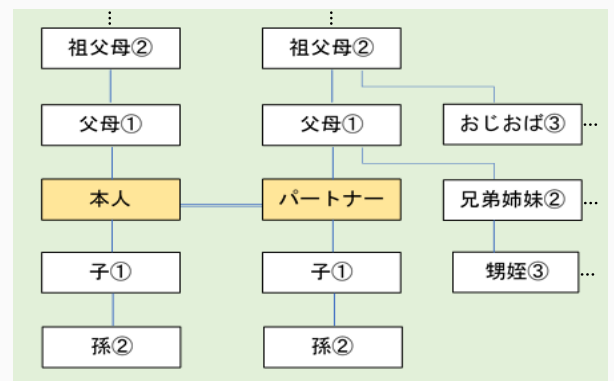 ⋮ ⋮
祖父母② 祖父母②
父母① 父母① おじおば③ …
本人 パートナー 兄弟姉妹② …
子① 子① 甥姪③ …
孫② 孫②